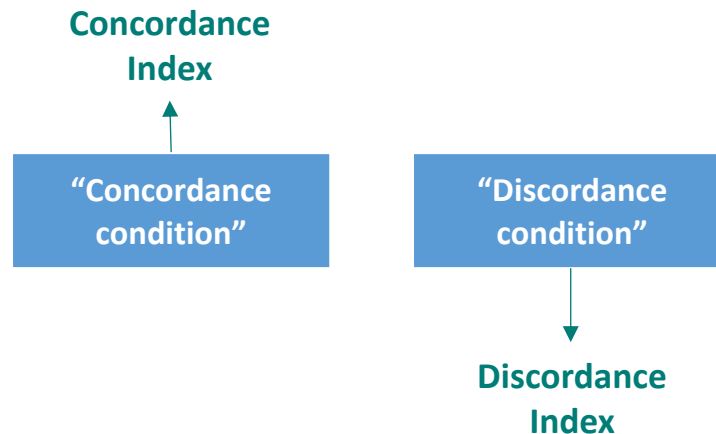 Concordance
Index
“Concordance
condition”
“Discordance
condition”
Discordance
Index